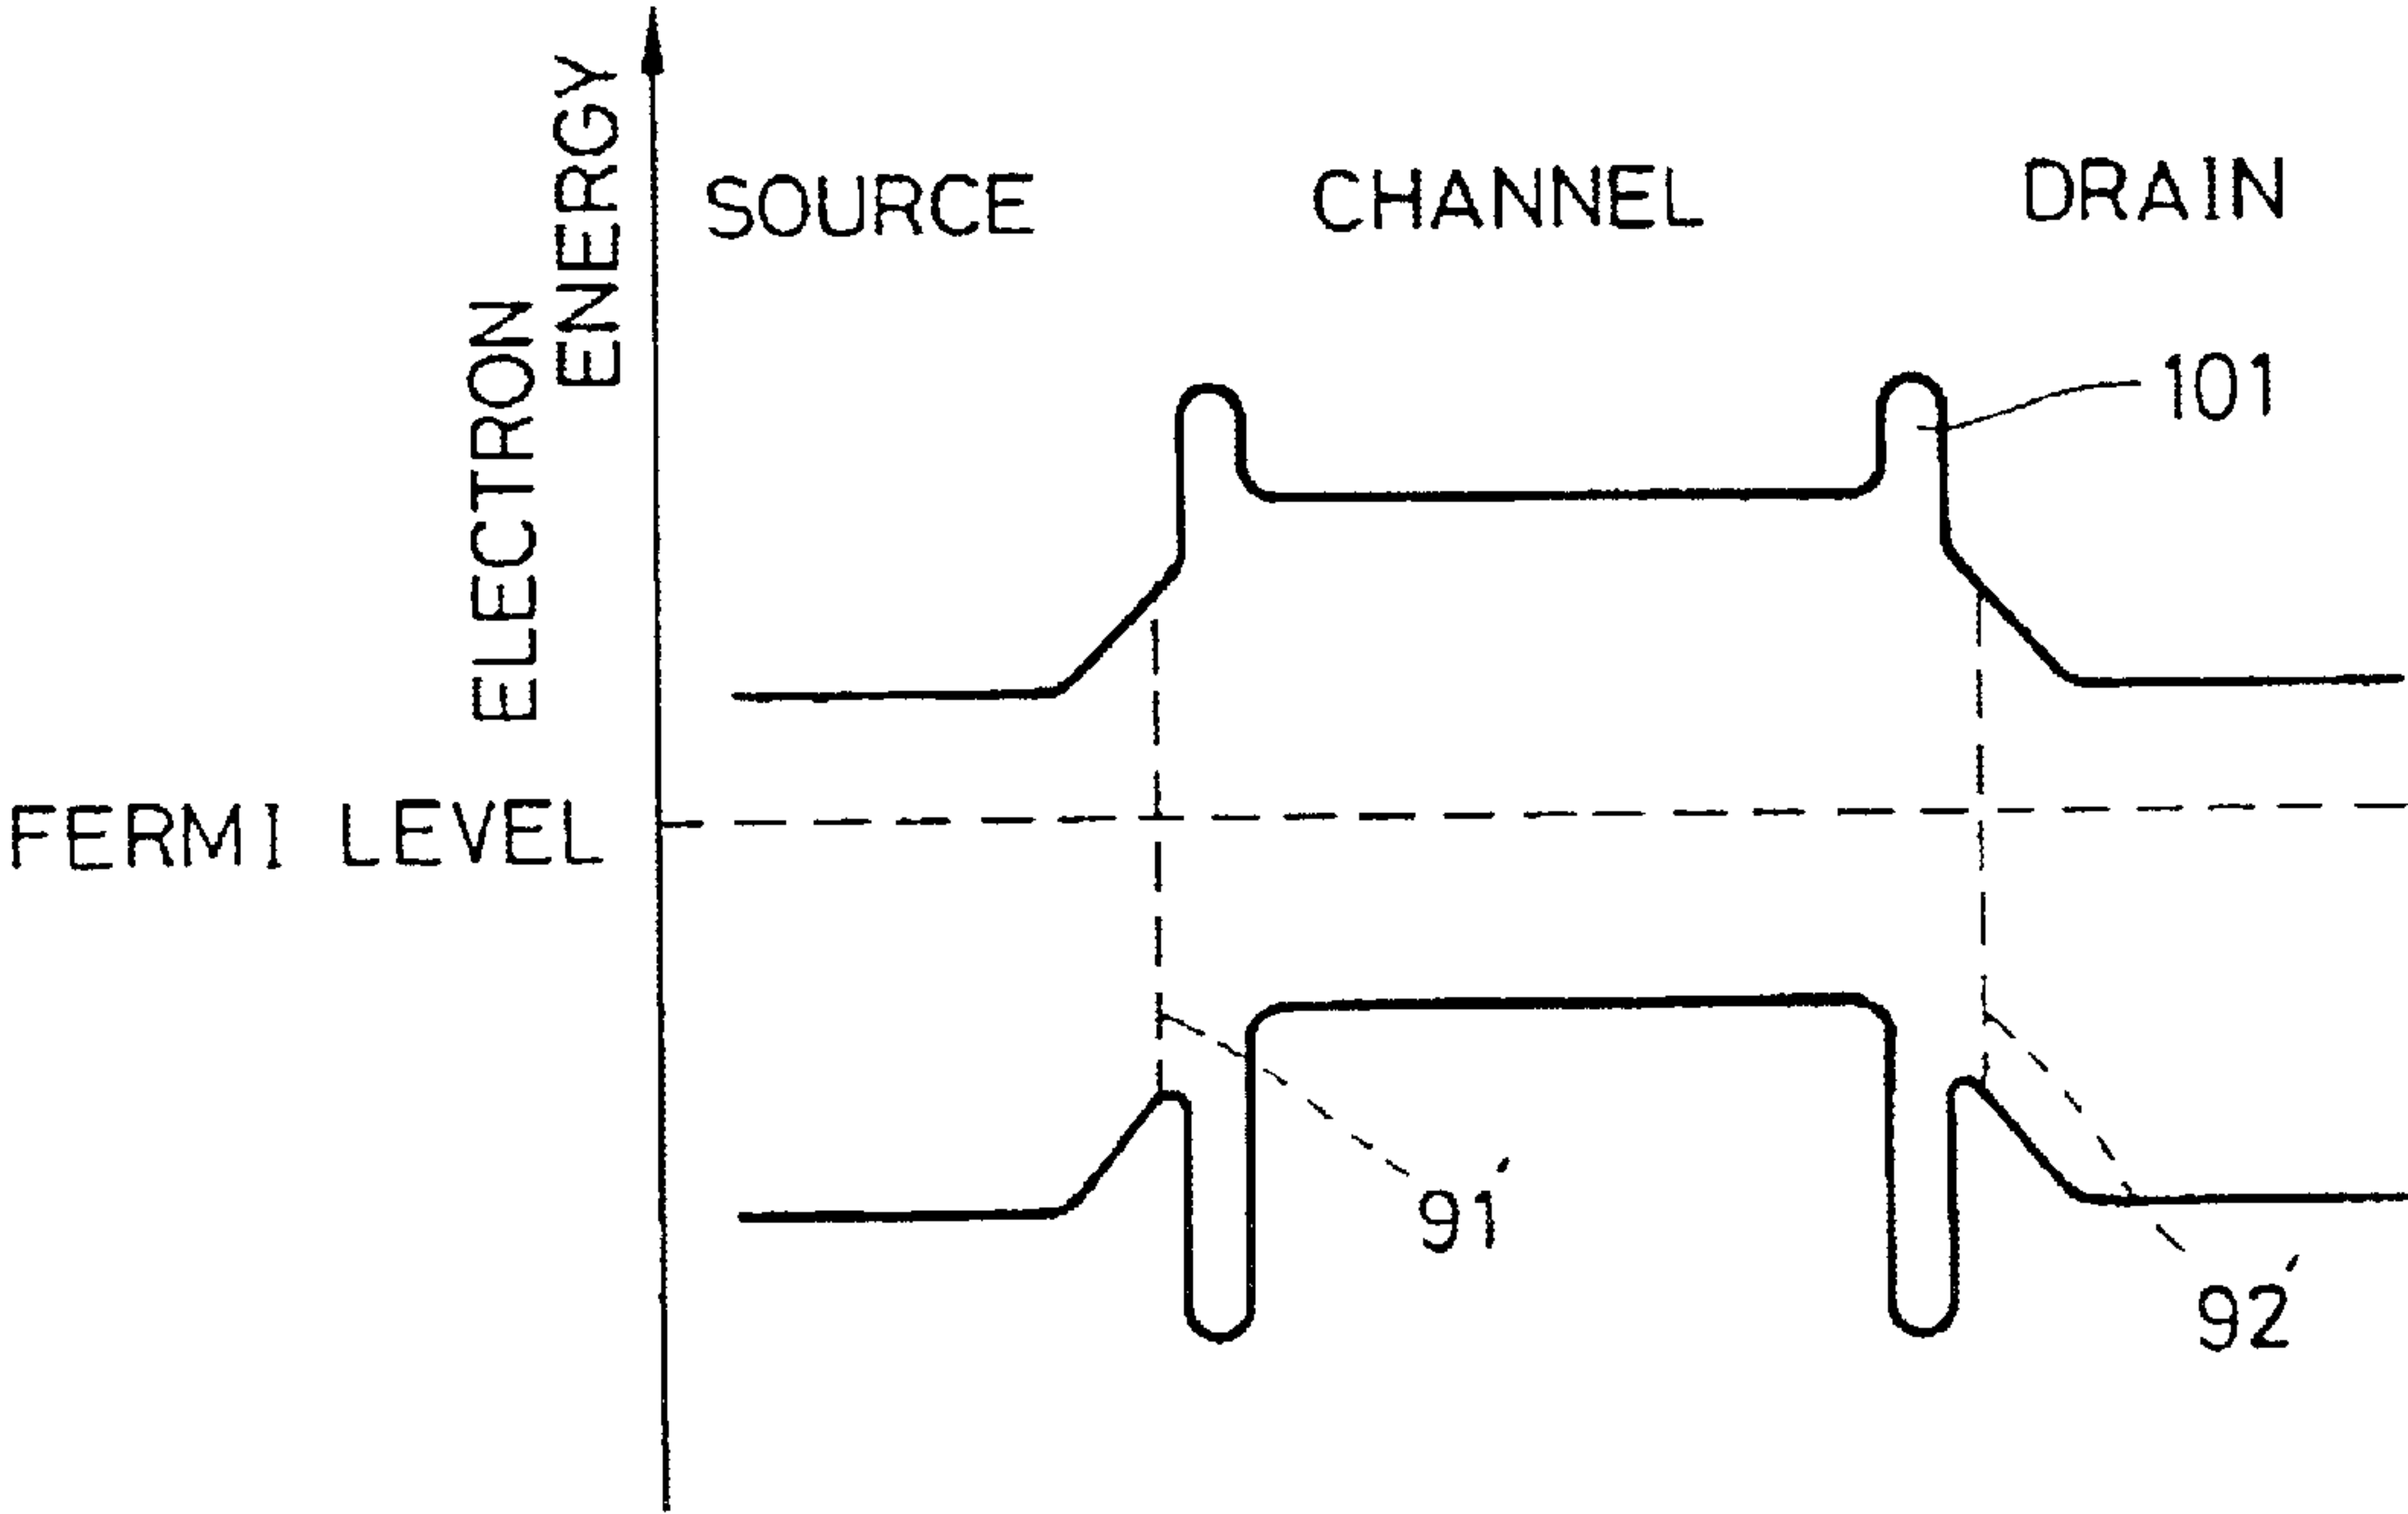 ELECTRON
ENERGY
SOURCE
CHANNEL
DRAIN
101
FERMI LEVEL
91′
92′